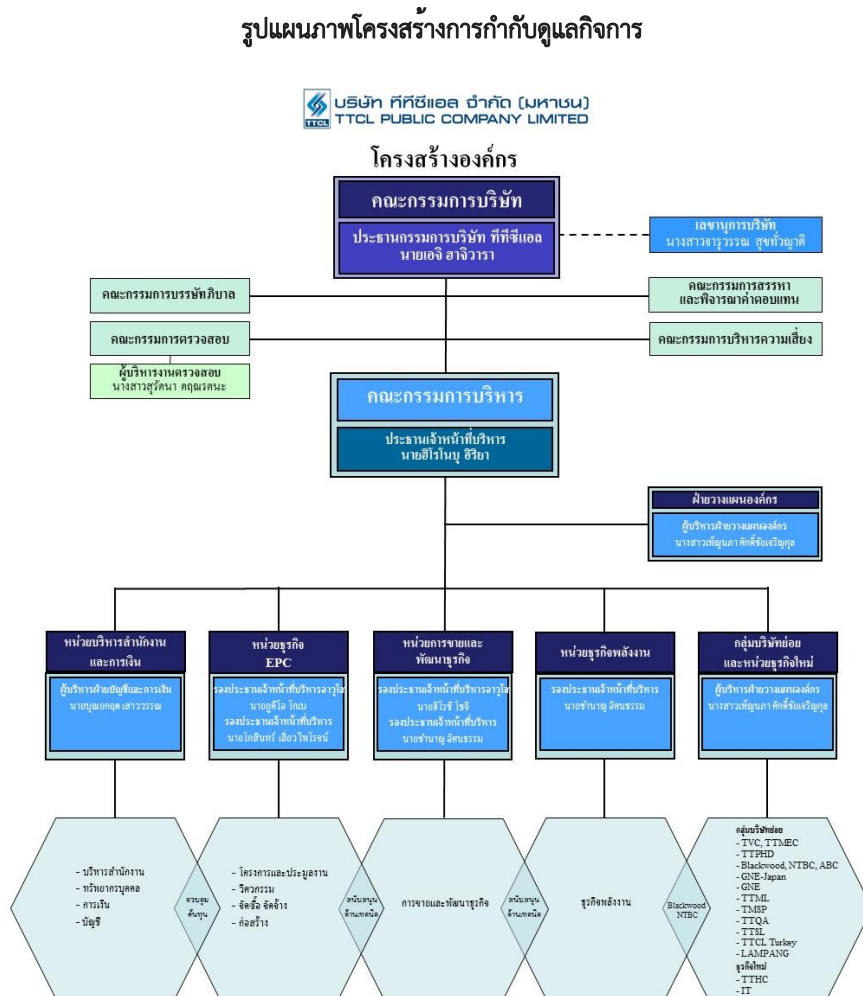 รูปแผนภาพโครงสร้างการกำกับดูแลกิจการ
บริษัท ทีทีซีแอล จำกัด (มหาชน)
TTCL
TTCL PUBLIC COMPANY LIMITED
โครงสร้างองค์กร
คณะกรรมการบริษัท
ประธานกรรมการบริษัท ทีทีซีแอล
นายเอจิ ฮาจิวารา
เลขานุการบริษัท
นางสาวจารุวรรณ สุขทั่วญาติ
คณะกรรมการบรรษัทภิบาล
คณะกรรมการสรรหา
และพิจารณาค่าตอบแทน
คณะกรรมการตรวจสอบ
คณะกรรมการบริหารความเสี่ยง
ผู้บริหารงานตรวจสอบ
นางสาวสุรัตนา ตฤณรตนะ
คณะกรรมการบริหาร
ประธานเจ้าหน้าที่บริหาร
นายฮิโรโนบุ ฮิริยา
ฝ่ายวางแผนองค์กร
ผู้บริหารฝ่ายวางแผนองค์กร
นางสาวเพ็ญนภา ศักดิ์ชัยเจริญกุล
หน่วยบริหารสำนักงาน
และการเงิน
ผู้บริหารฝ่ายบัญชีและการเงิน
นายบุณยกฤต เสาววรรณ
หน่วยธุรกิจ
EPC
รองประธานเจ้าหน้าที่บริหารอาวุโส
นายยูคิโอ โกเบ
รองประธานเจ้าหน้าที่บริหาร
นายโกสินทร์ เลี่ยวไพโรจน์
หน่วยการขายและ
พัฒนาธุรกิจ
รองประธานเจ้าหน้าที่บริหารอาวุโส
นายฮิโรชิ โชจิ
รองประธานเจ้าหน้าที่บริหาร
นายชำนาญ อัศนธรรม
หน่วยธุรกิจพลังงาน
รองประธานเจ้าหน้าที่บริหาร
นายชำนาญ อัศนธรรม
กลุ่มบริษัทย่อย
และหน่วยธุรกิจใหม่
ผู้บริหารฝ่ายวางแผนองค์กร
นางสาวเพ็ญนภา ศักดิ์ชัยเจริญกุล
- บริหารสำนักงาน
- ทรัพยากรบุคคล
- การเงิน
- บัญชี
ควบคุม
ต้นทุน
- โครงการและประมูลงาน
- วิศวกรรม
- จัดซื้อ จัดจ้าง
- ก่อสร้าง
สนับสนุน
ด้านเทคนิค
การขายและพัฒนาธุรกิจ
สนับสนุน
ด้านเทคนิค
ธุรกิจพลังงาน
Blackwood
NTBC
กลุ่มบริษัทย่อย
- TVC, TTMEC
- TTPHD
- Blackwood, NTBC, ABC
- GNE-Japan
- GNE
- TTML
- TMSP
- TTQA
- TTSL
- TTCL Turkey
- LAMPANG
ธุรกิจใหม่
- TTHC
- IT